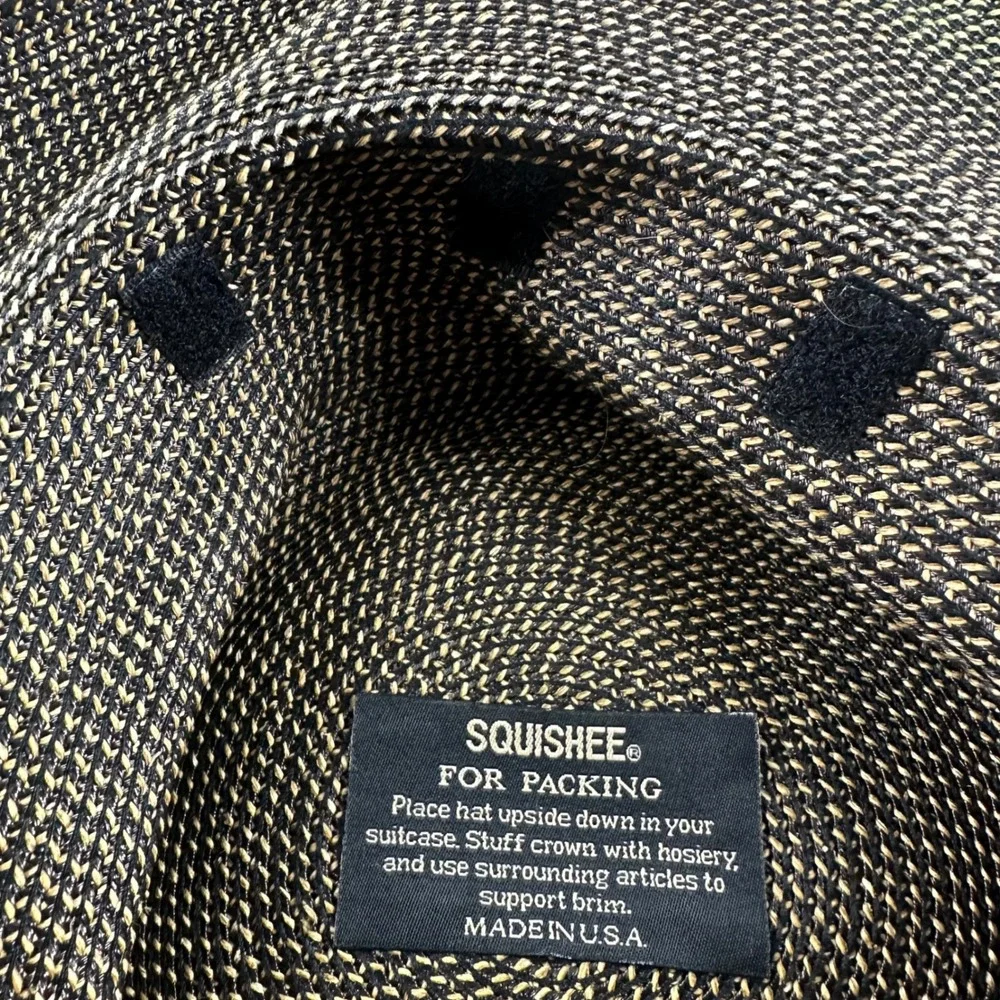 SQUISHEE®
FOR PACKING
Place hat upside down in your
suitcase. Stuff crown with hosiery,
and use surrounding articles to
support brim.
MADE IN U.S.A.